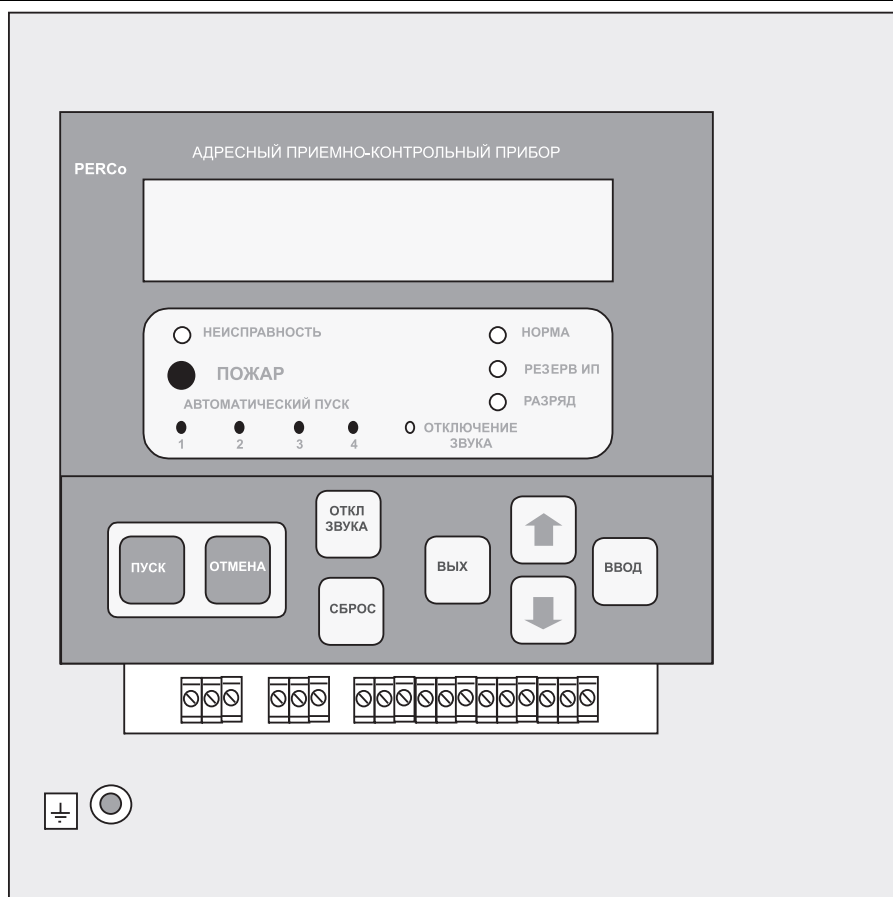 АДРЕСНЫЙ ПРИЕМНО-КОНТРОЛЬНЫЙ ПРИБОР
PERCo
НЕИСПРАВНОСТЬ
НОРМА
ПОЖАР
РЕЗЕРВ ИП
АВТОМАТИЧЕСКИЙ ПУСК
РАЗРЯД
1 2 3 4
ОТКЛЮЧЕНИЕ
ЗВУКА
ОТКЛ
ЗВУКА
ПУСК
ОТМЕНА
ВЫХ
ВВОД
СБРОС